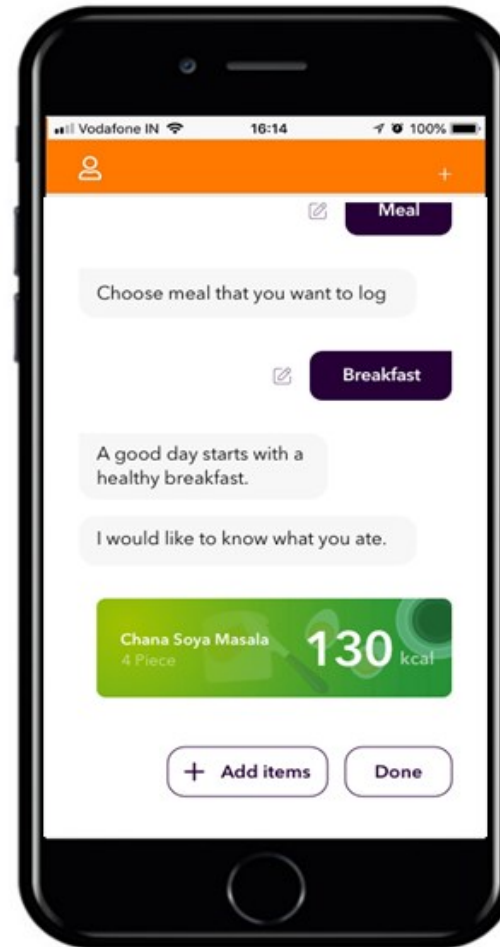 Vodafone IN 16:14 100%
+
Meal
Choose meal that you want to log
Breakfast
A good day starts with a
healthy breakfast.
I would like to know what you ate.
Chana Soya Masala
4 Piece
130 kcal
+ Add items Done